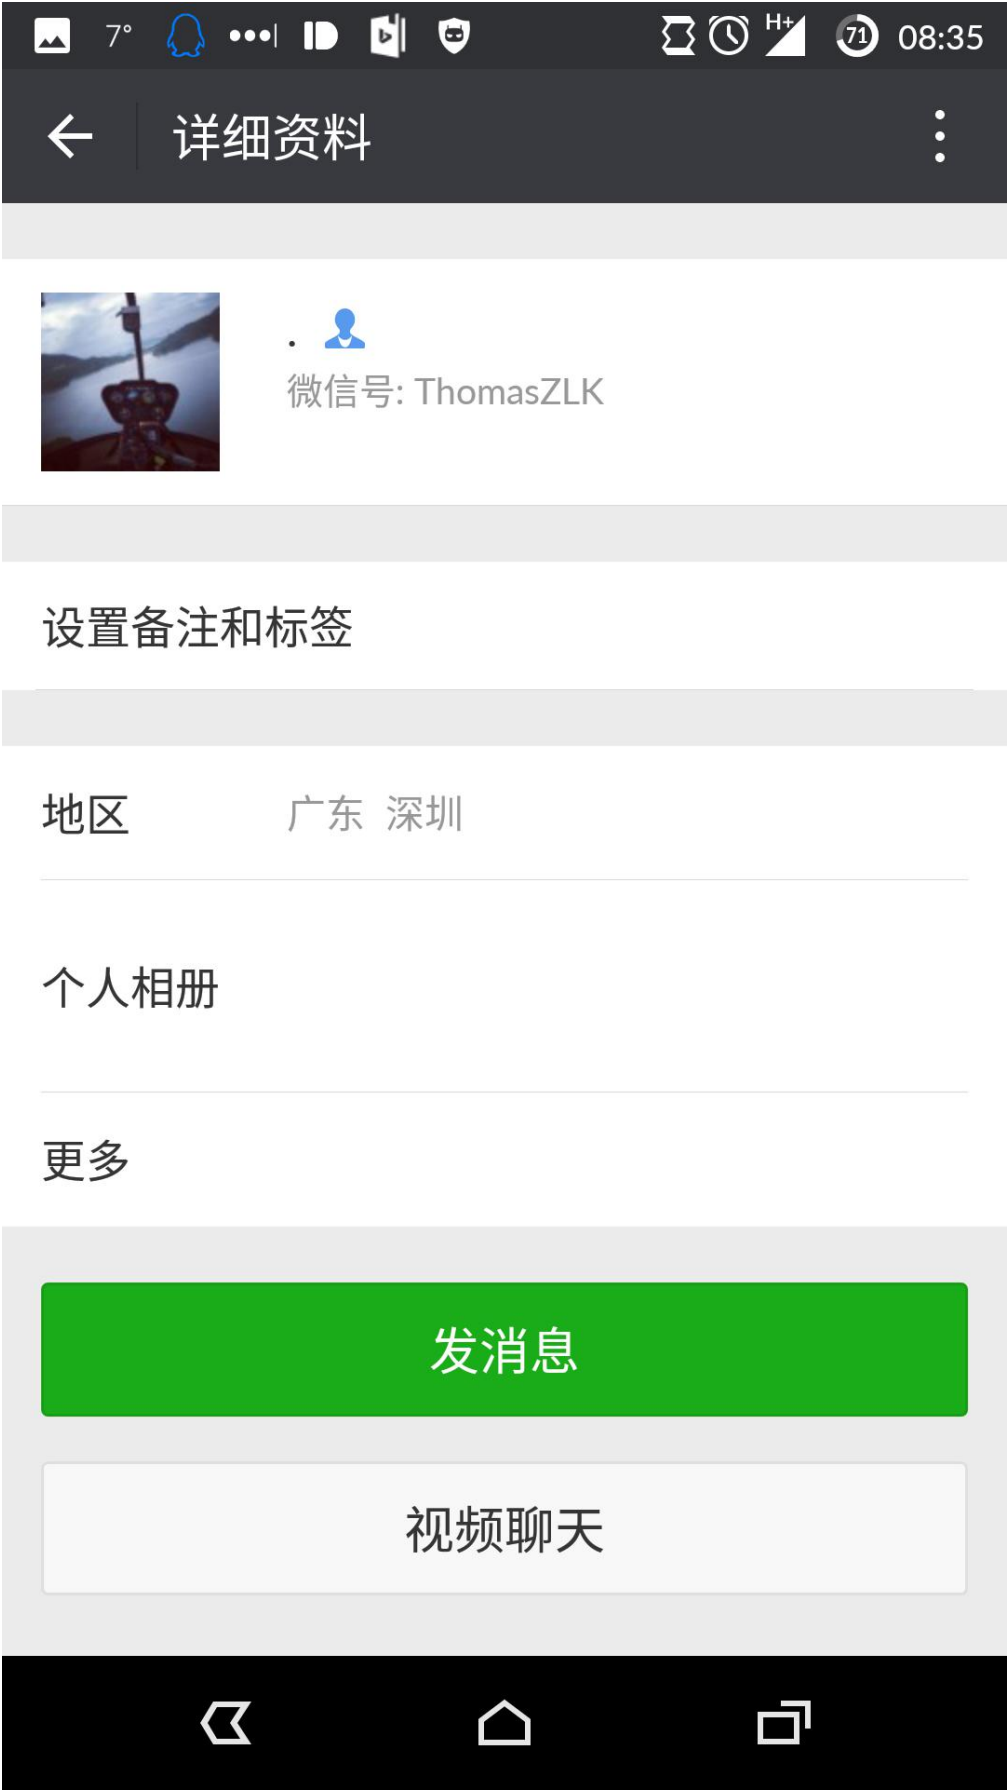 7° H+ 71 08:35
详细资料
.
微信号: ThomasZLK
设置备注和标签
地区 广东 深圳
个人相册
更多
发消息
视频聊天